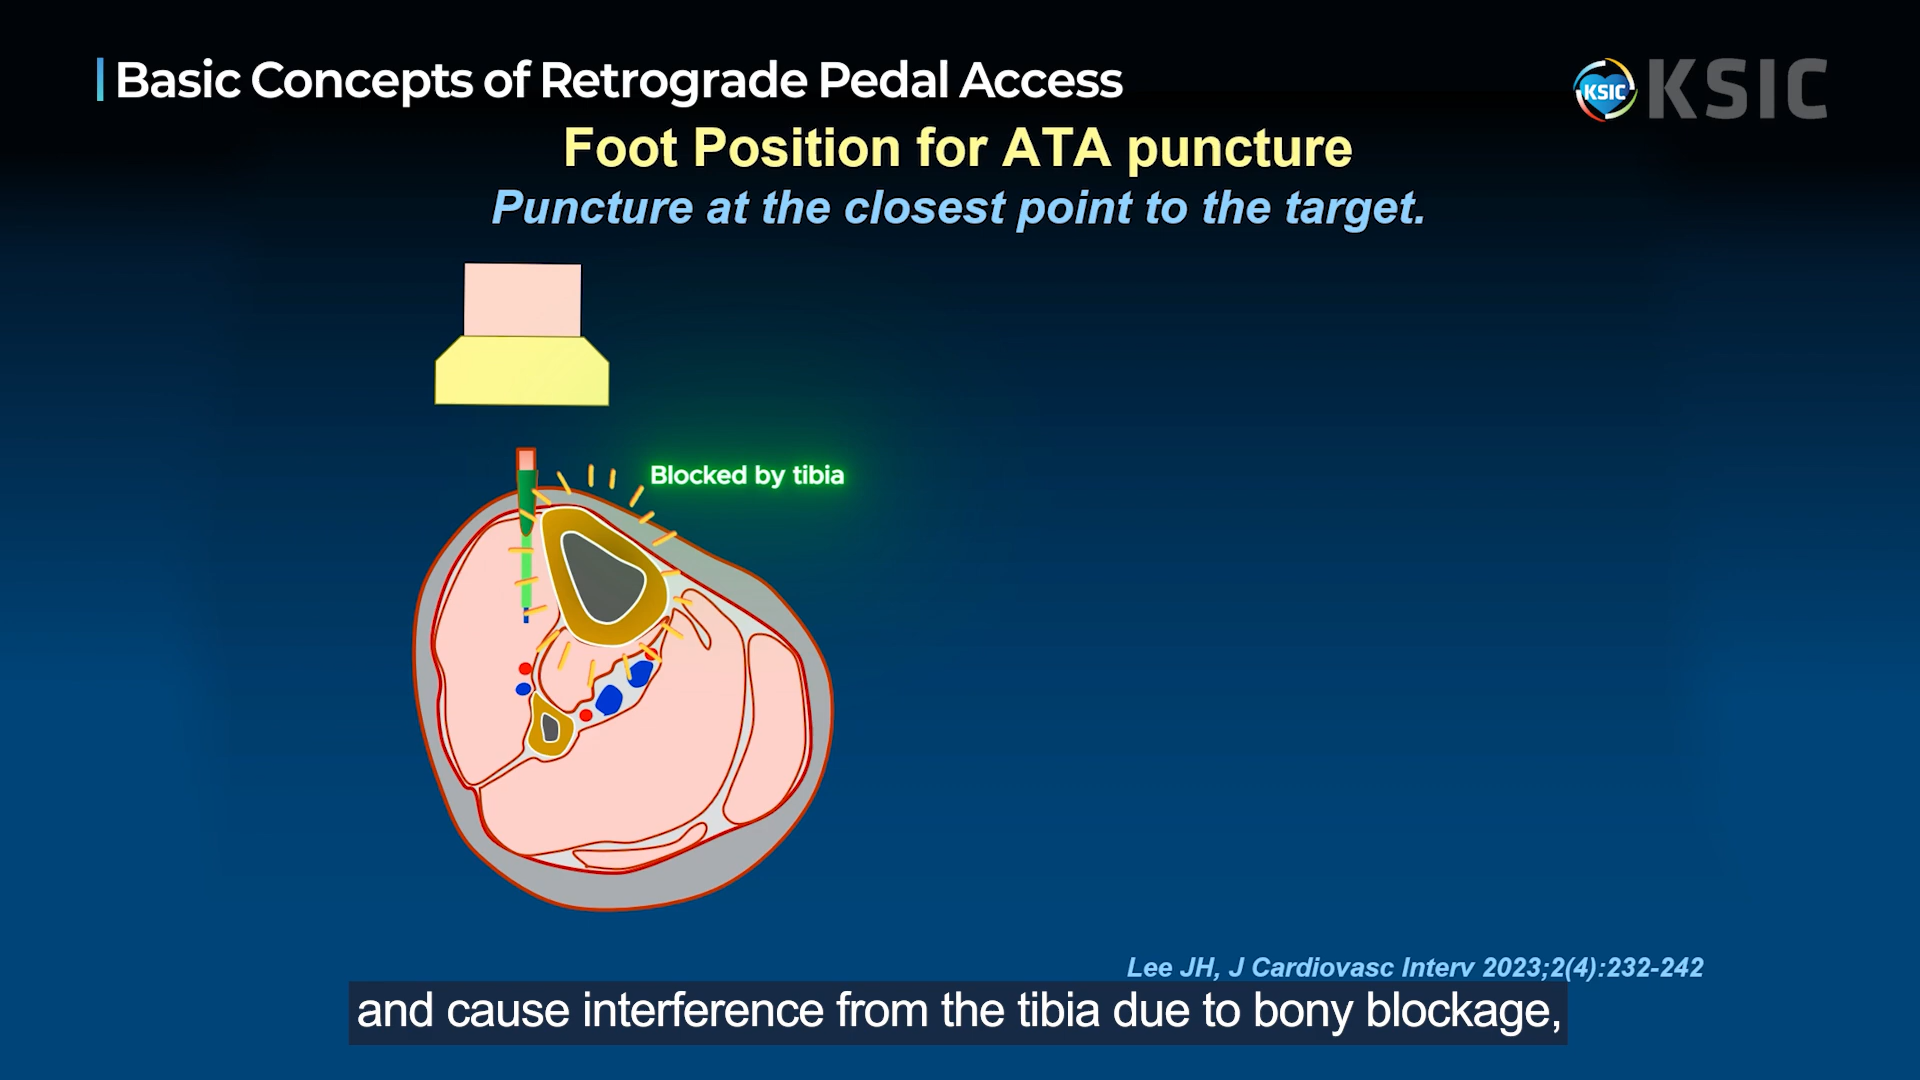 Basic Concepts of Retrograde Pedal Access
KSIC KSIC
Foot Position for ATA puncture
Puncture at the closest point to the target.
Blocked by tibia
Lee JH, J Cardiovasc Interv 2023;2(4):232-242
and cause interference from the tibia due to bony blockage,